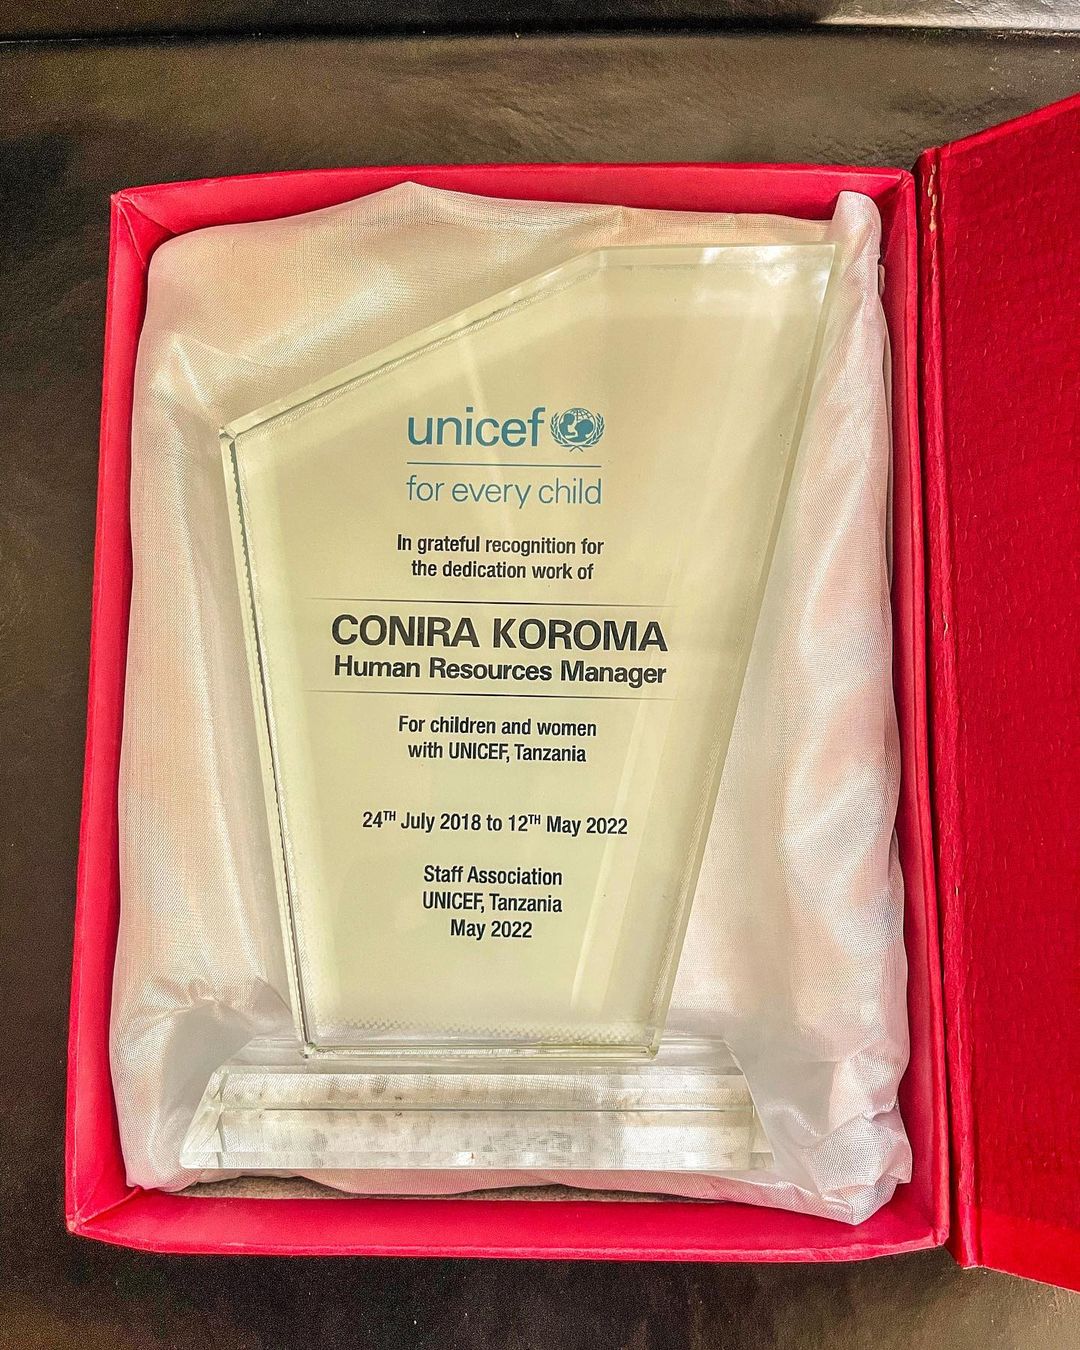 unicef
for every child
In grateful recognition for
the dedication work of
CONIRA KOROMA
Human Resources Manager
For children and women
with UNICEF, Tanzania
24TH July 2018 to 12TH May 2022
Staff Association
UNICEF, Tanzania
May 2022